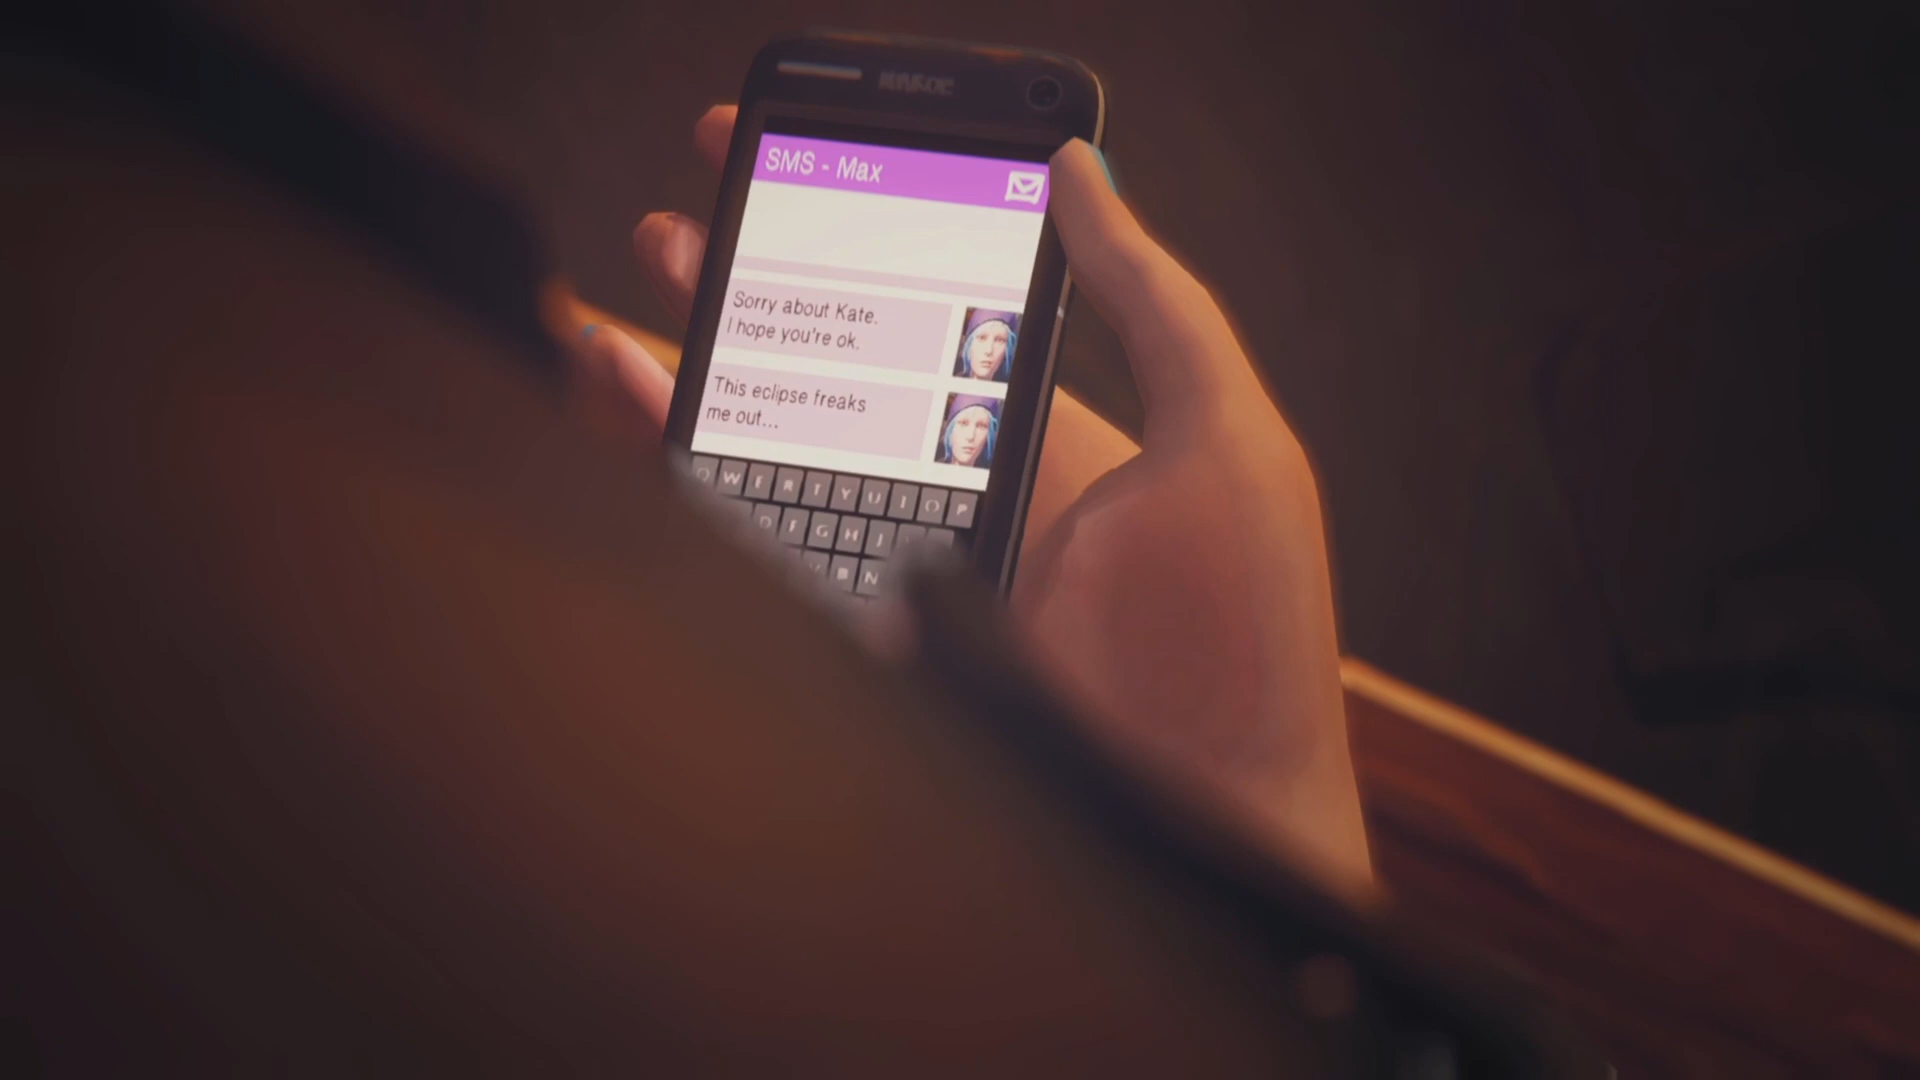 SMS - Max
Sorry about Kate.
I hope you're ok.
This eclipse freaks
me out...
Q W E R T Y U I O P
D F G H J
V B N